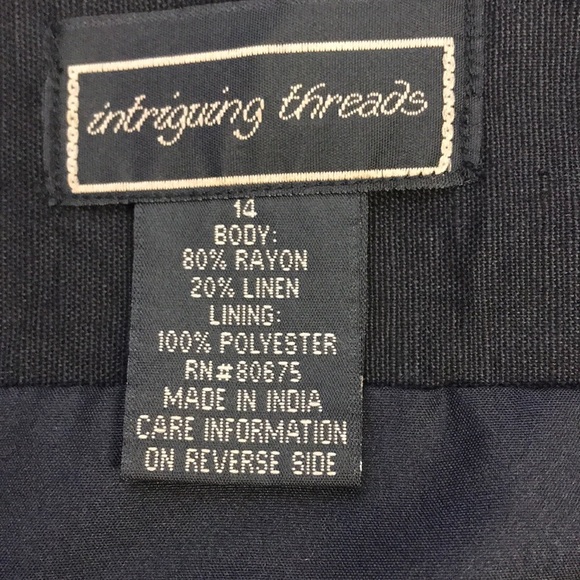 intriguing threads
14
BODY:
80% RAYON
20% LINEN
LINING:
100% POLYESTER
RN#80675
MADE IN INDIA
CARE INFORMATION
ON REVERSE SIDE